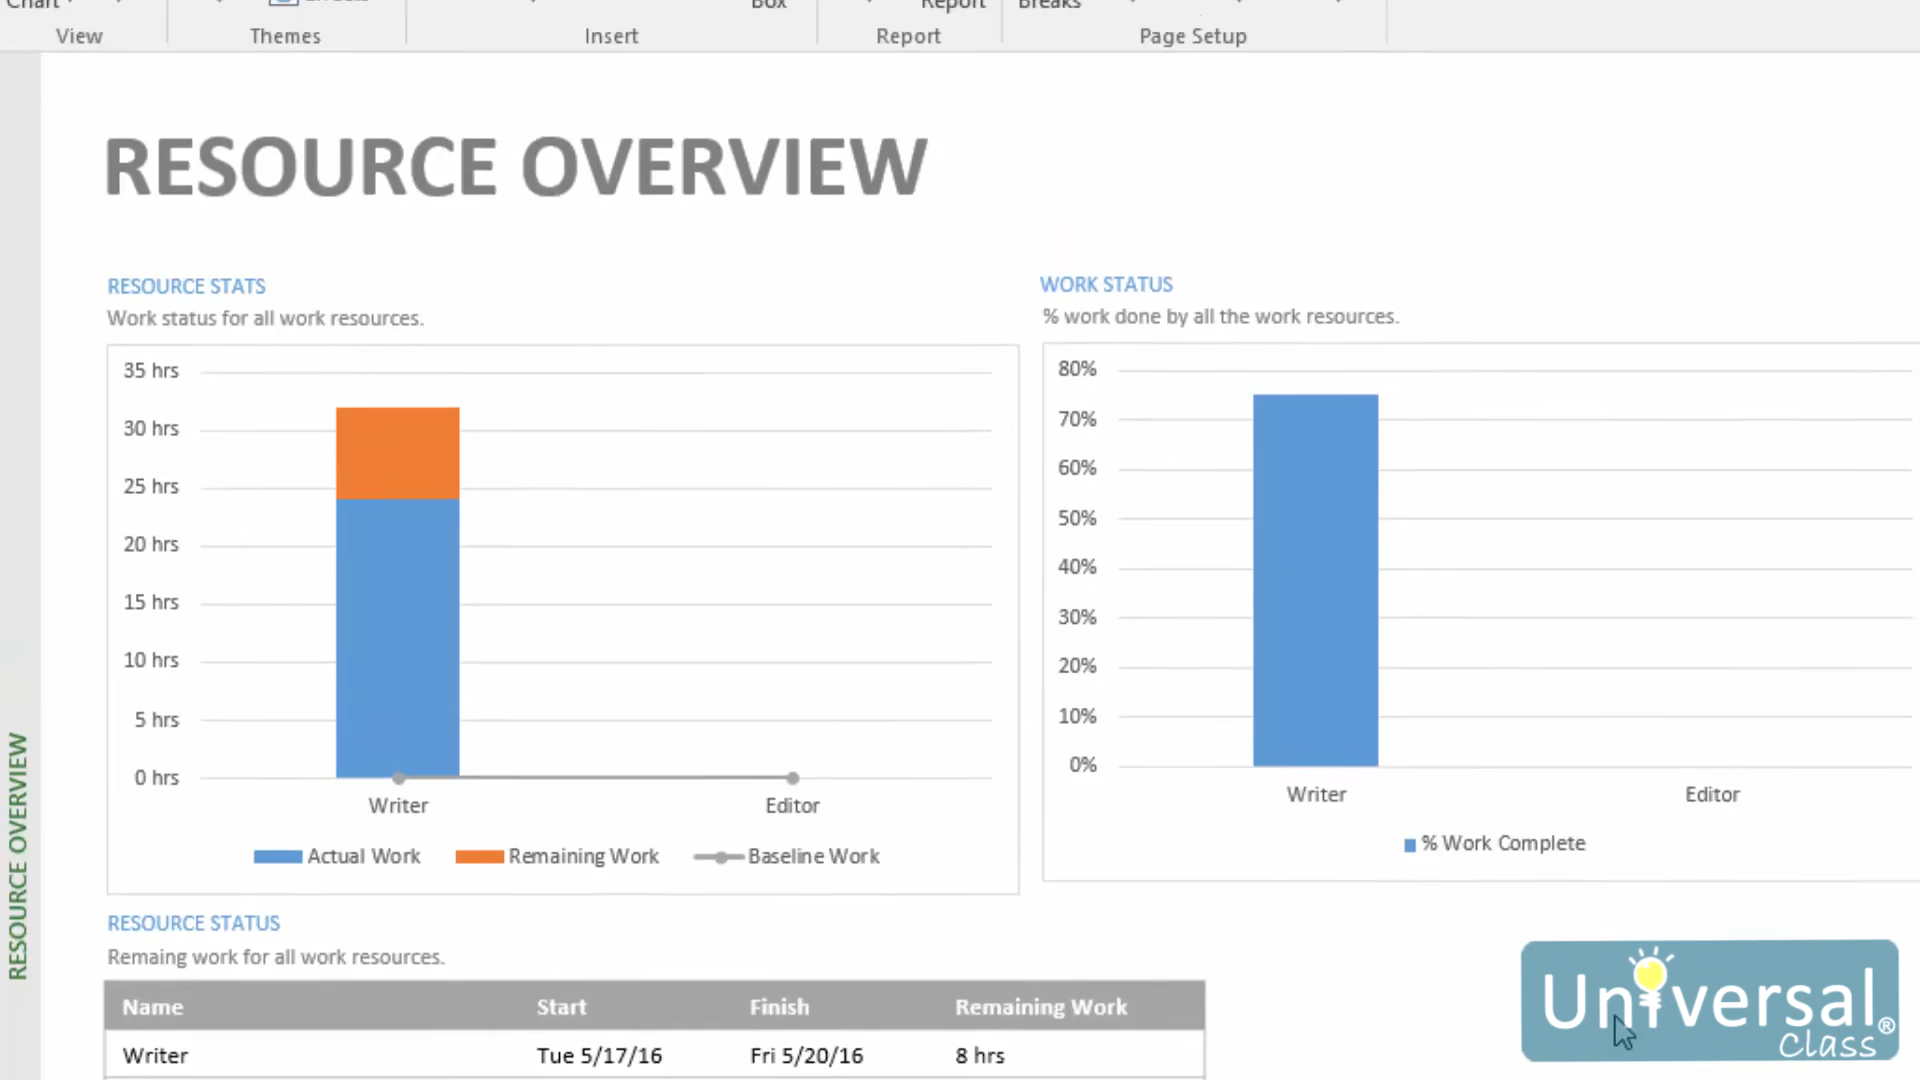 Chart
Box
Report
Breaks
View
Themes
Insert
Report
Page Setup
RESOURCE OVERVIEW
RESOURCE STATS
Work status for all work resources.
35 hrs
30 hrs
25 hrs
20 hrs
15 hrs
10 hrs
5 hrs
0 hrs
Writer
Editor
Actual Work
Remaining Work
Baseline Work
WORK STATUS
% work done by all the work resources.
80%
70%
60%
50%
40%
30%
20%
10%
0%
Writer
Editor
% Work Complete
RESOURCE STATUS
Remaing work for all work resources.
Name Start Finish Remaining Work
Writer Tue 5/17/16 Fri 5/20/16 8 hrs
RESOURCE OVERVIEW
Universal
Class
®